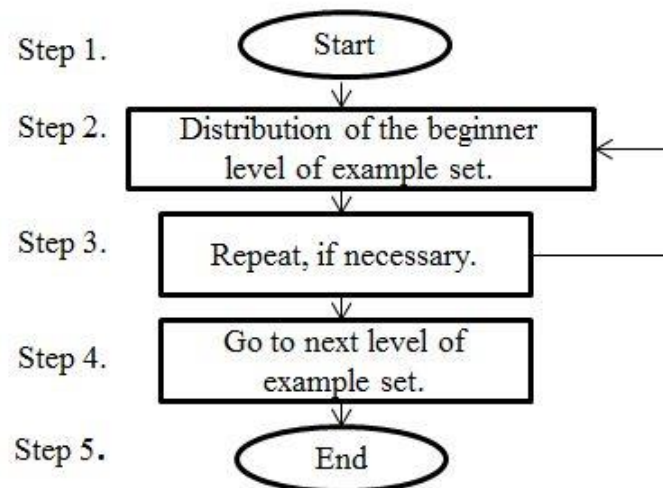 Step 1.
Start
Step 2.
Distribution of the beginner
level of example set.
Step 3.
Repeat, if necessary.
Step 4.
Go to next level of
example set.
Step 5.
End